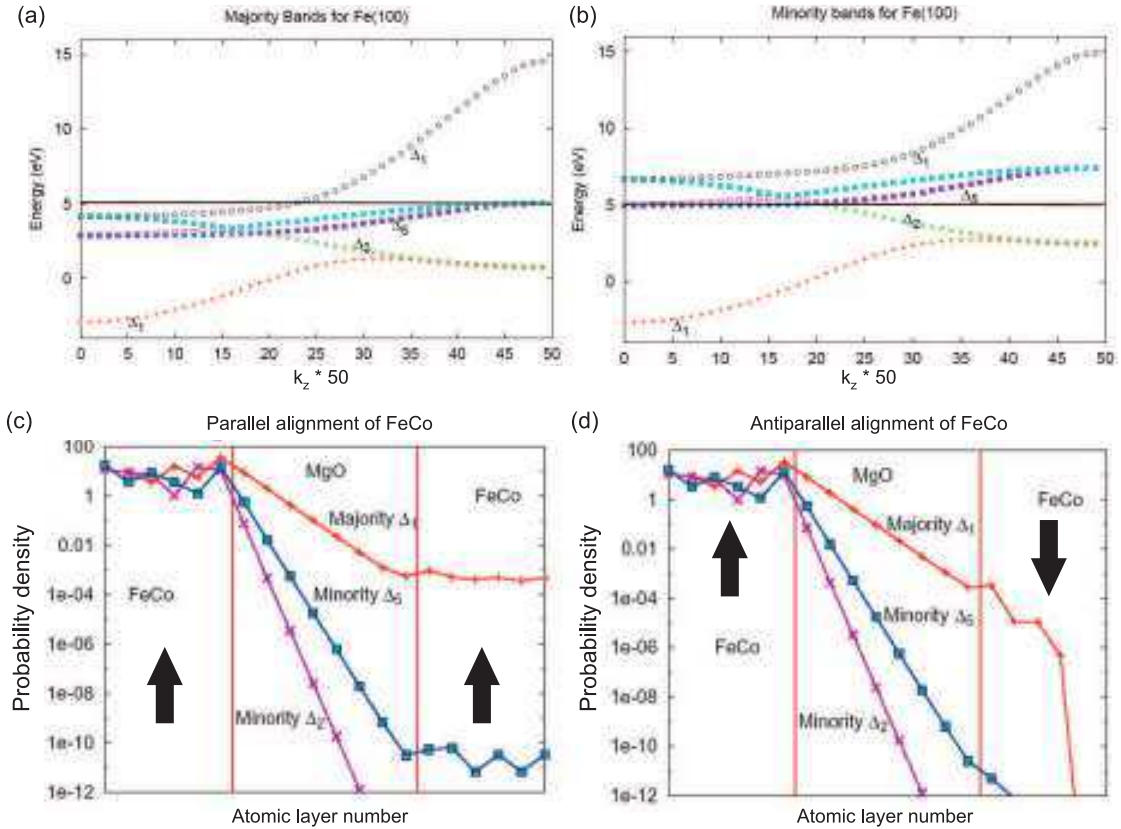 (a)
Majority Bands for Fe(100)
Energy (eV)
15
10
5
0
Δ1
Δ5
Δ2
Δ1
0 5 10 15 20 25 30 35 40 45 50
kz * 50
(b)
Minority bands for Fe(100)
Energy (eV)
15
10
5
0
Δ1
Δ5
Δ2
Δ1
0 5 10 15 20 25 30 35 40 45 50
kz * 50
(c)
Parallel alignment of FeCo
Probability density
100
1
0.01
1e-04
1e-06
1e-08
1e-10
1e-12
MgO
FeCo
Majority Δ1
FeCo
Minority Δ5
Minority Δ2
Atomic layer number
(d)
Antiparallel alignment of FeCo
Probability density
100
1
0.01
1e-04
1e-06
1e-08
1e-10
1e-12
MgO
FeCo
Majority Δ1
Minority Δ5
FeCo
Minority Δ2
Atomic layer number